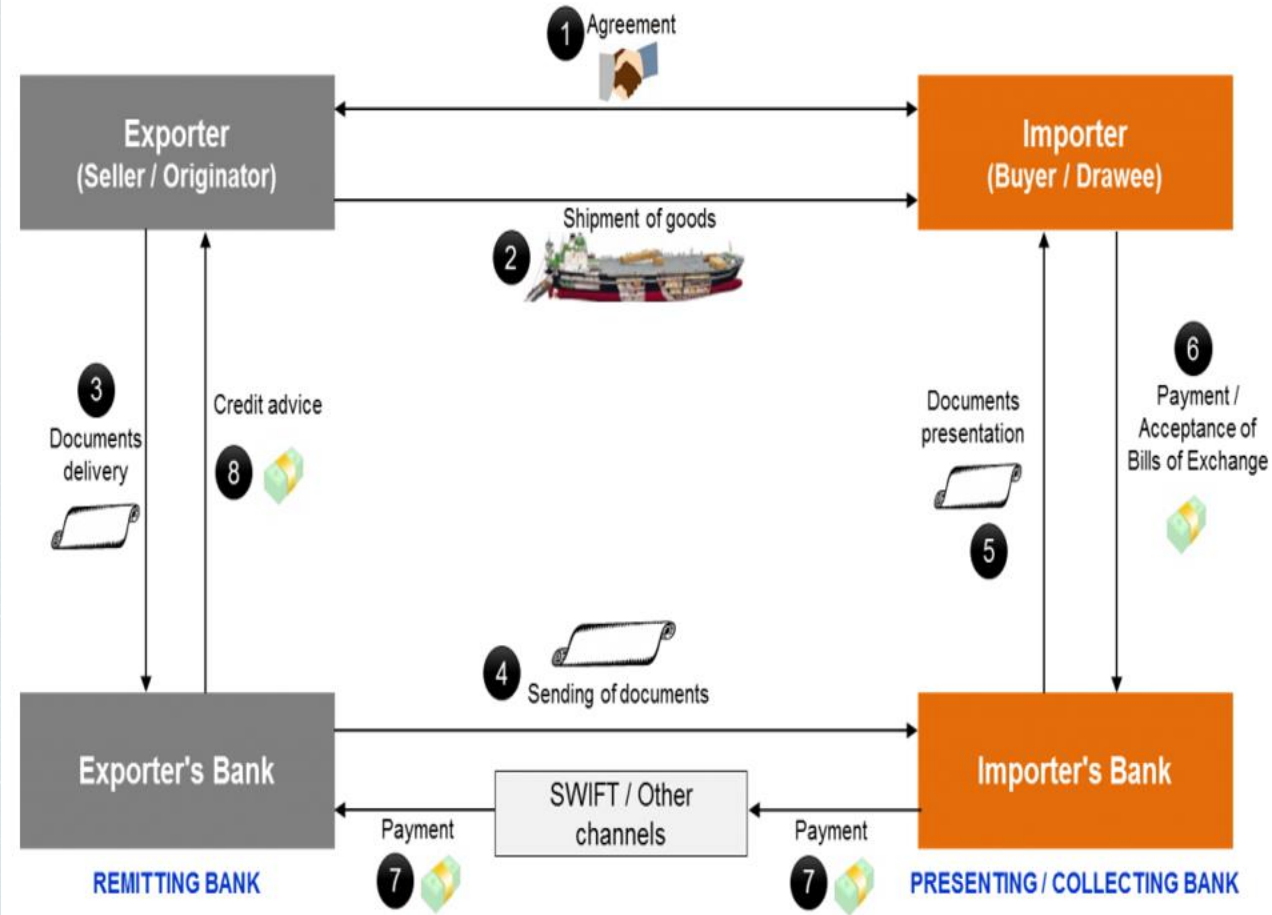 1
Agreement
Exporter
(Seller / Originator)
Importer
(Buyer / Drawee)
Shipment of goods
2
3
Documents
delivery
Credit advice
8
Documents
presentation
5
6
Payment /
Acceptance of
Bills of Exchange
4
Sending of documents
Exporter's Bank
Importer's Bank
SWIFT / Other
channels
Payment
7
Payment
7
REMITTING BANK
PRESENTING / COLLECTING BANK